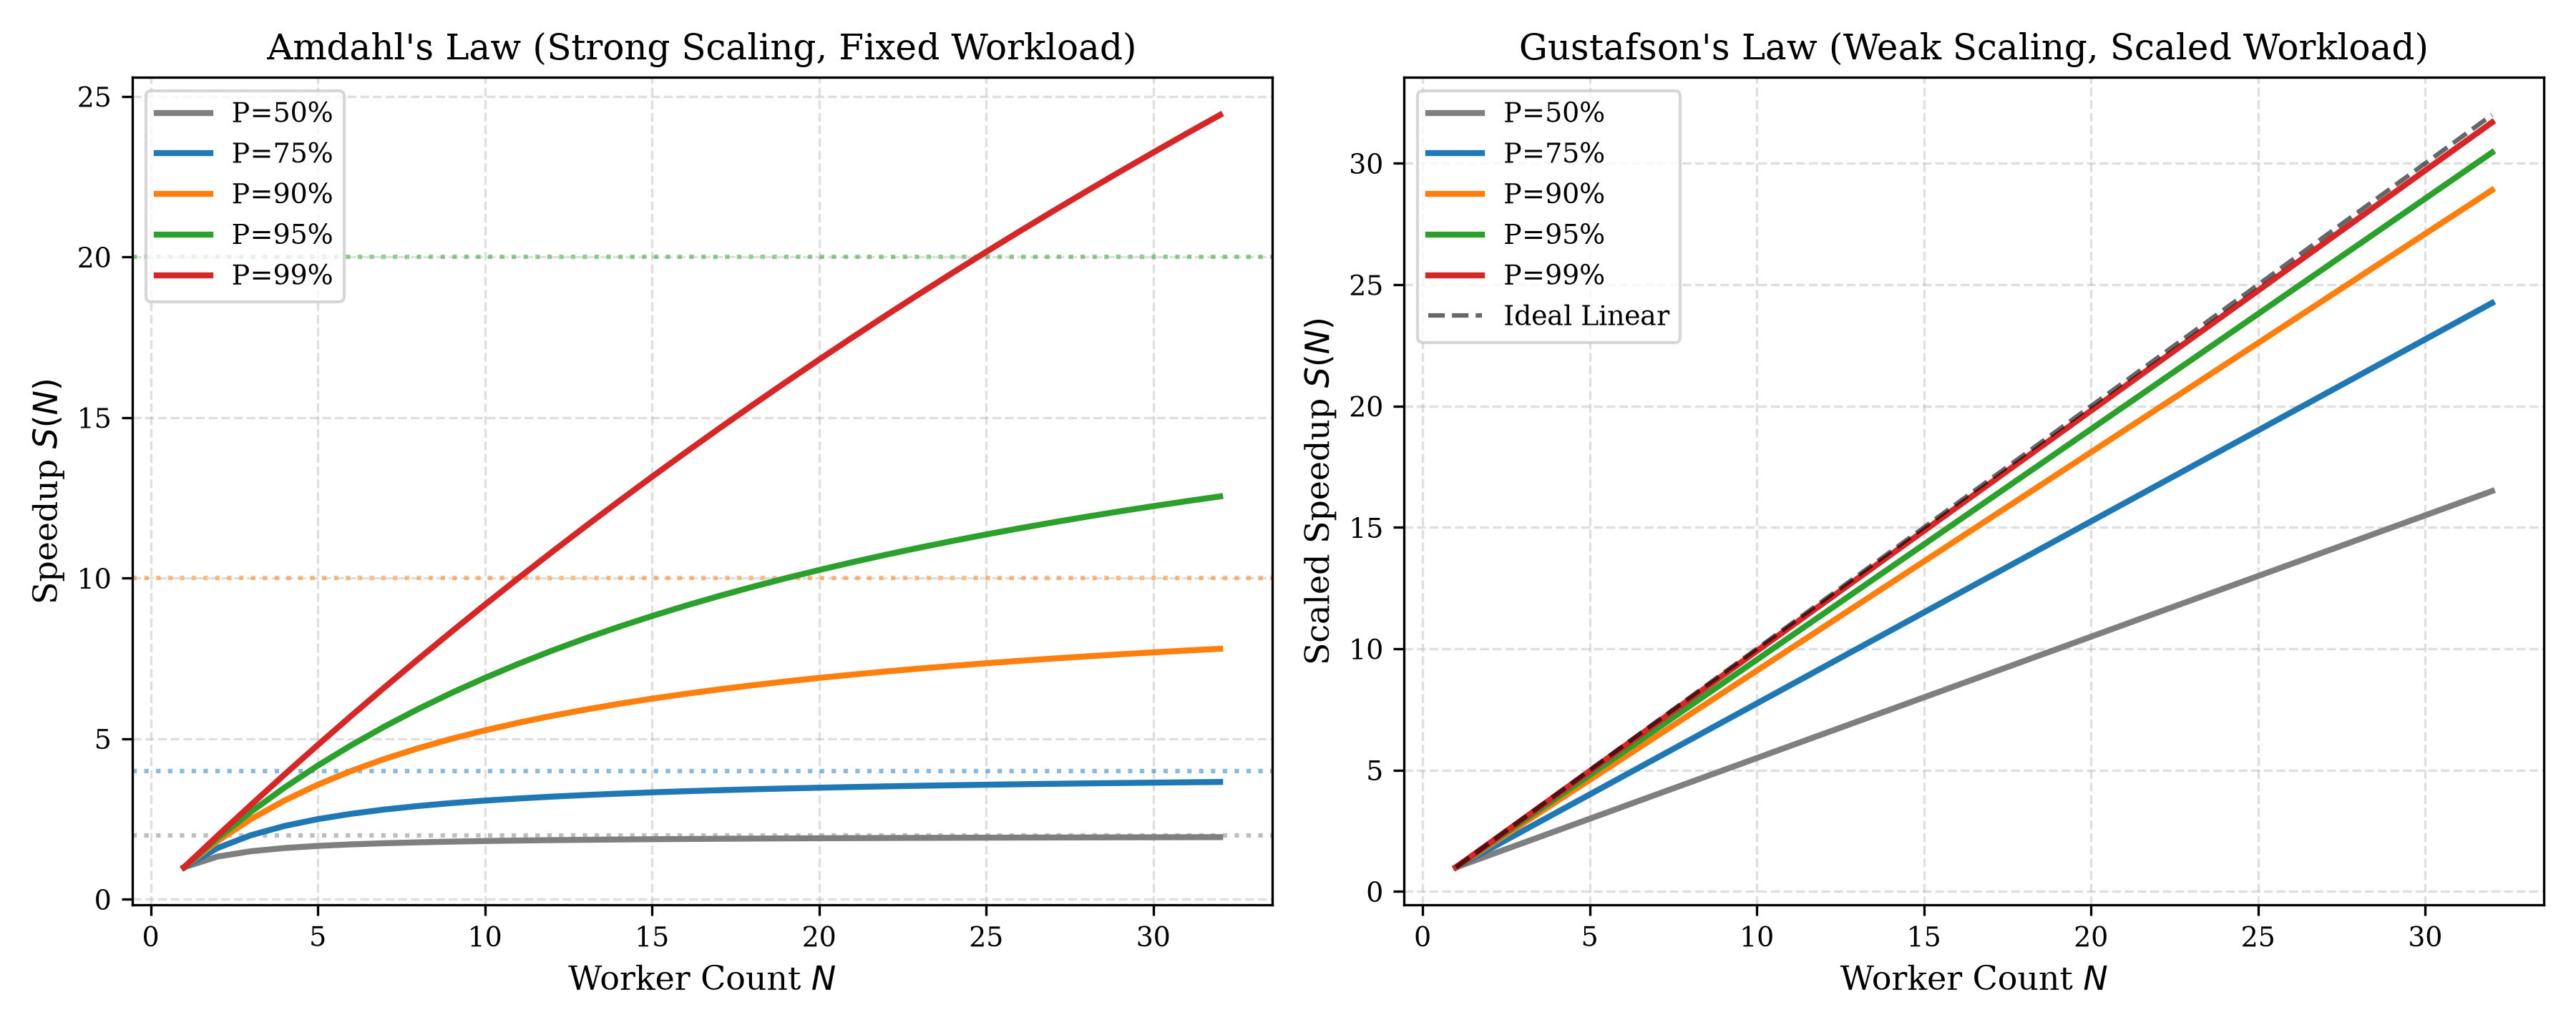 Amdahl's Law (Strong Scaling, Fixed Workload)
25
20
15
10
5
0
Speedup S(N)
P=50%
P=75%
P=90%
P=95%
P=99%
0 5 10 15 20 25 30
Worker Count N
Gustafson's Law (Weak Scaling, Scaled Workload)
30
25
20
15
10
5
0
Scaled Speedup S(N)
P=50%
P=75%
P=90%
P=95%
P=99%
Ideal Linear
0 5 10 15 20 25 30
Worker Count N